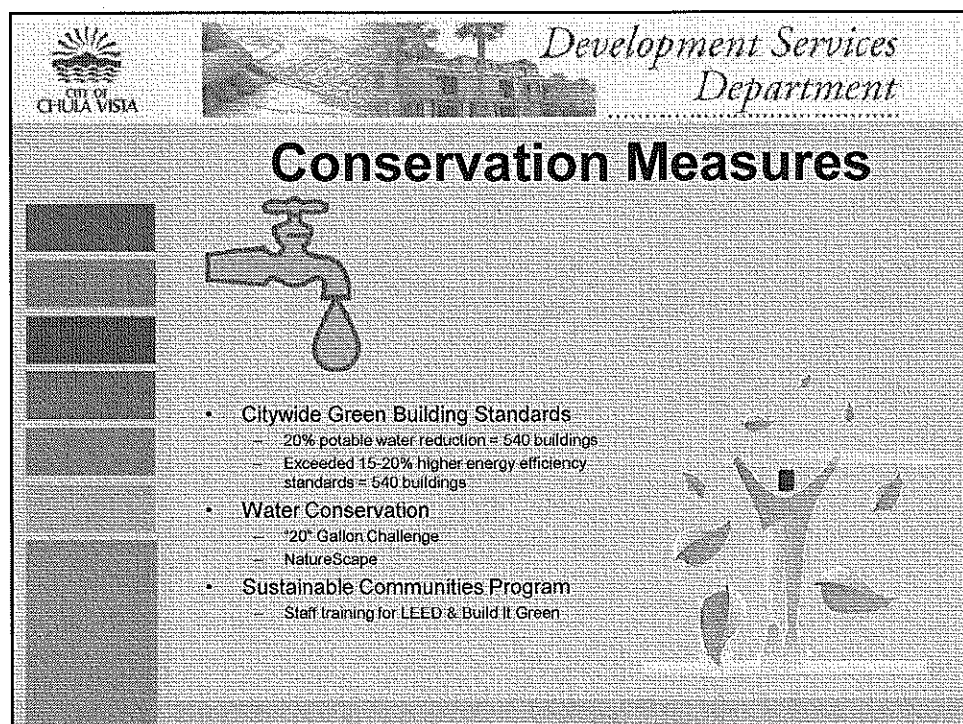 CITY OF
CHULA VISTA
Development Services
Department
Conservation Measures
• Citywide Green Building Standards
– 20% potable water reduction = 540 buildings
– Exceeded 15-20% higher energy efficiency
standards = 540 buildings
• Water Conservation
– "20" Gallon Challenge
– NatureScape
• Sustainable Communities Program
– Staff training for LEED & Build It Green